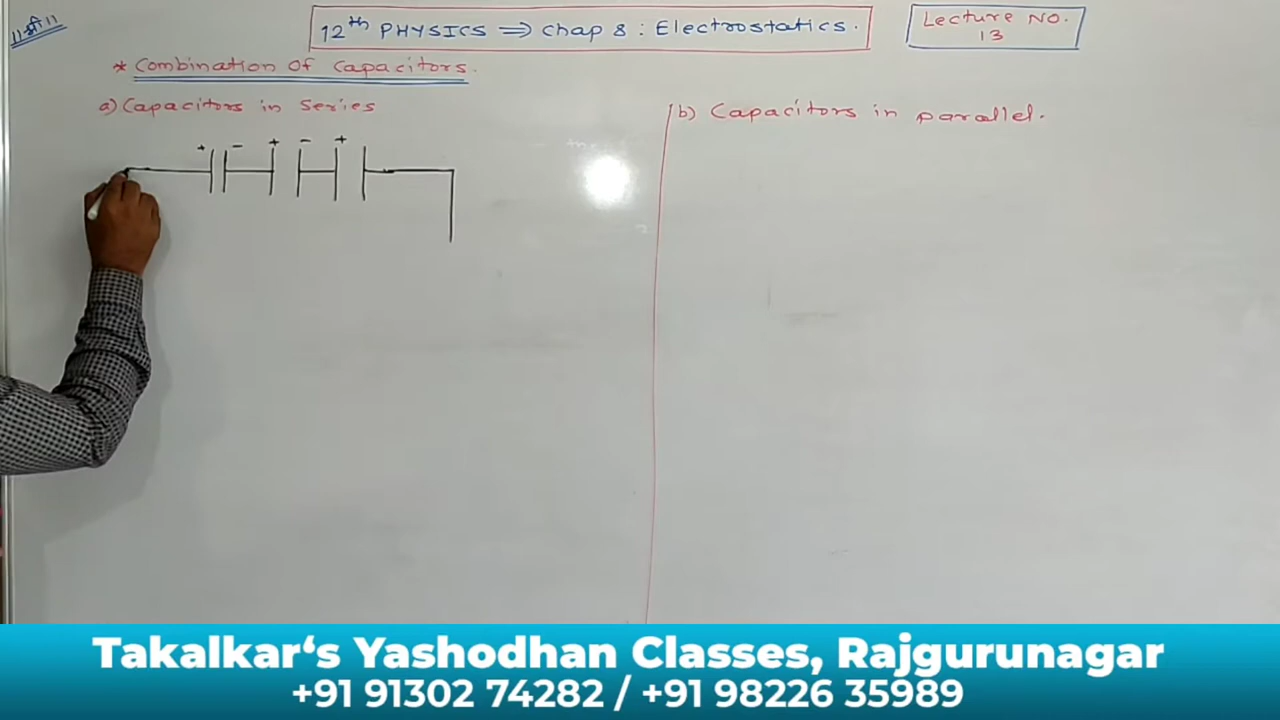 ॥श्री॥
12th PHYSICS ⇒ Chap 8 : Electrostatics.
Lecture No.
13
* Combination Of Capacitors.
a) Capacitors in Series
b) Capacitors in parallel.
+ - + - +
Takalkar‘s Yashodhan Classes, Rajgurunagar
+91 91302 74282 / +91 98226 35989